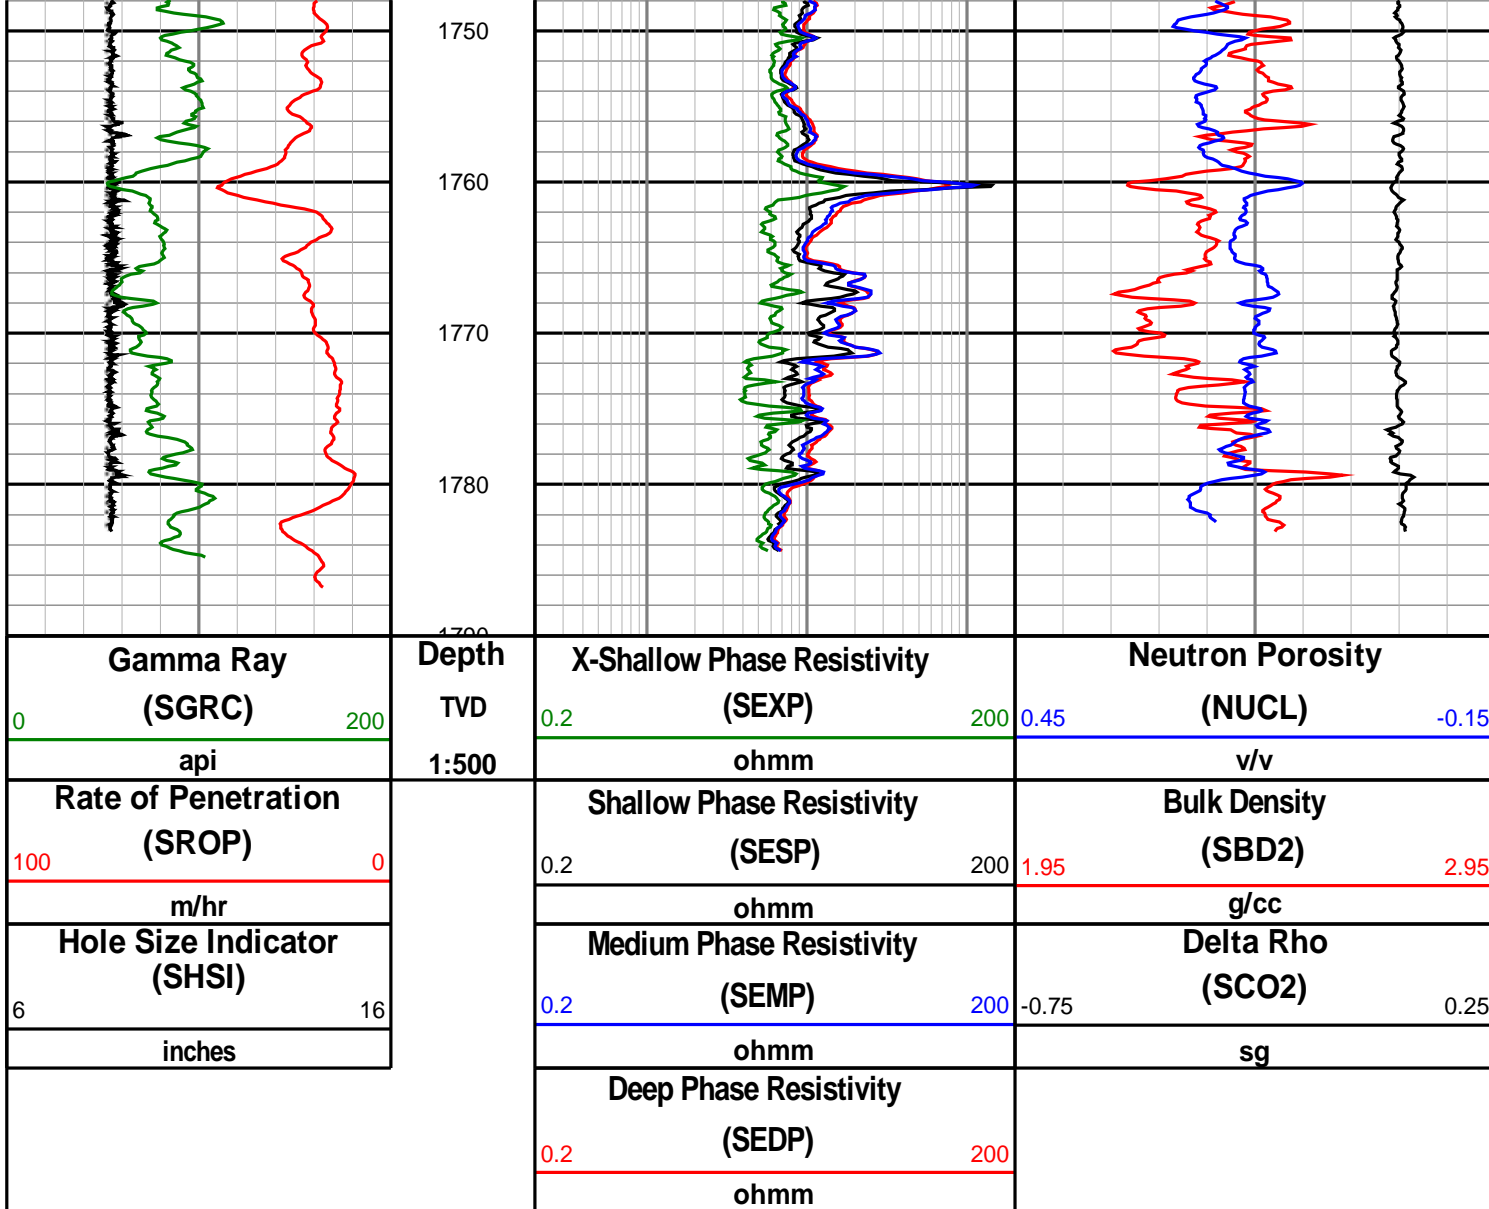 1750
1760
1770
1780
1790
Gamma Ray
(SGRC)
0 200
api
Rate of Penetration
(SROP)
100 0
m/hr
Hole Size Indicator
(SHSI)
6 16
inches
Depth
TVD
1:500
X-Shallow Phase Resistivity
(SEXP)
0.2 200
ohmm
Shallow Phase Resistivity
(SESP)
0.2 200
ohmm
Medium Phase Resistivity
(SEMP)
0.2 200
ohmm
Deep Phase Resistivity
(SEDP)
0.2 200
ohmm
Neutron Porosity
(NUCL)
0.45 -0.15
v/v
Bulk Density
(SBD2)
1.95 2.95
g/cc
Delta Rho
(SCO2)
-0.75 0.25
sg